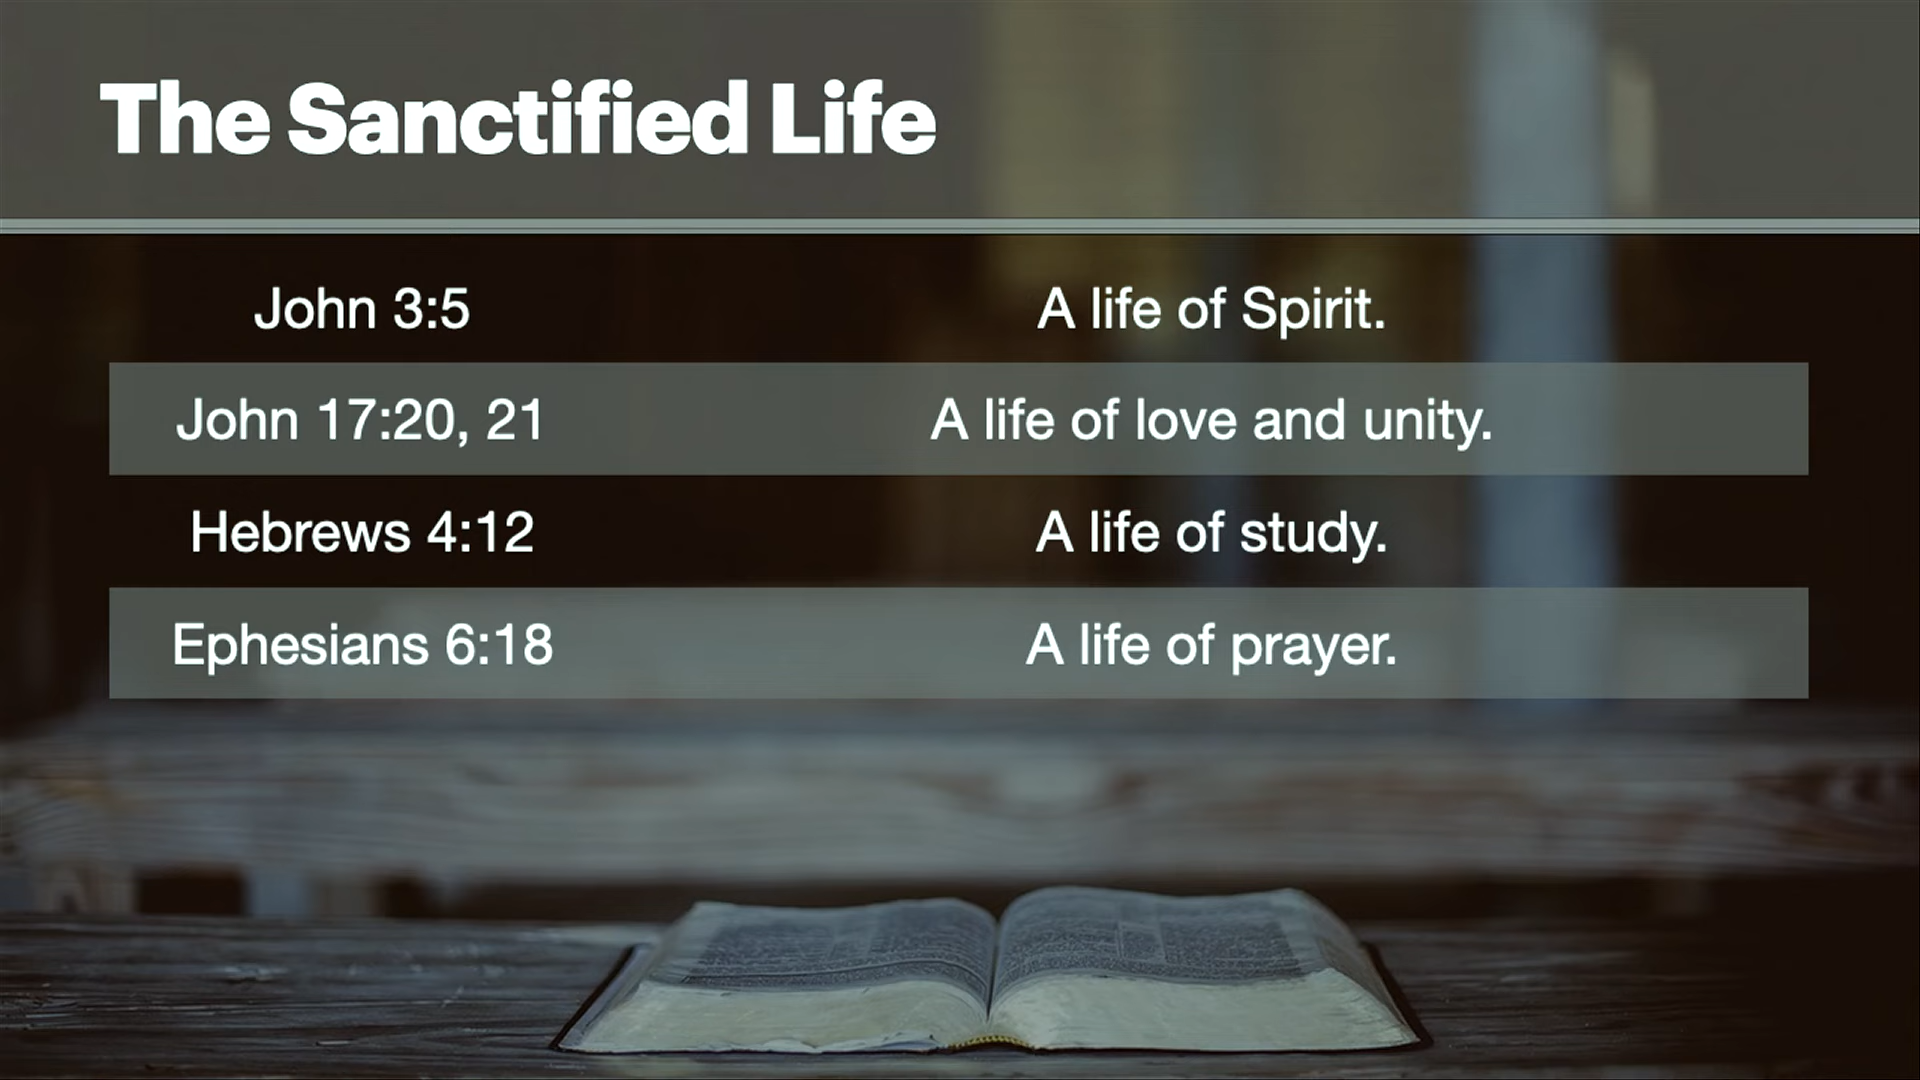 The Sanctified Life
John 3:5 A life of Spirit.
John 17:20, 21 A life of love and unity.
Hebrews 4:12 A life of study.
Ephesians 6:18 A life of prayer.